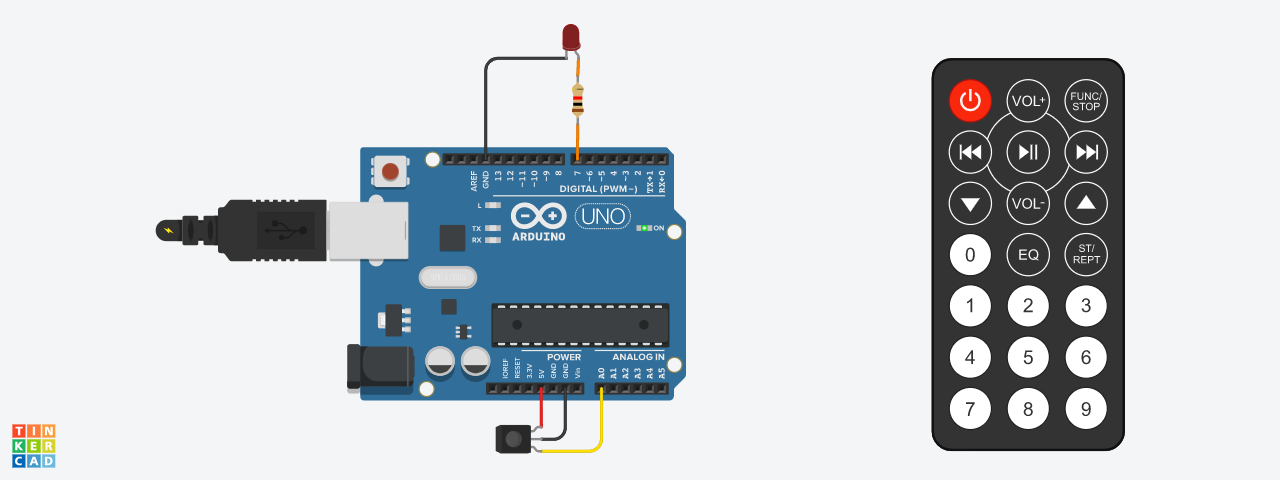 AREF
GND
13
12
~11
~10
~9
8
7
~6
~5
4
~3
2
TX→1
RX←0
DIGITAL (PWM~)
L
TX
RX
ARDUINO
UNO
ON
POWER
ANALOG IN
IOREF
RESET
3.3V
5V
GND
GND
Vin
A0
A1
A2
A3
A4
A5
TIN
KER
CAD
VOL+
FUNC/
STOP
VOL-
0
EQ
ST/
REPT
1
2
3
4
5
6
7
8
9